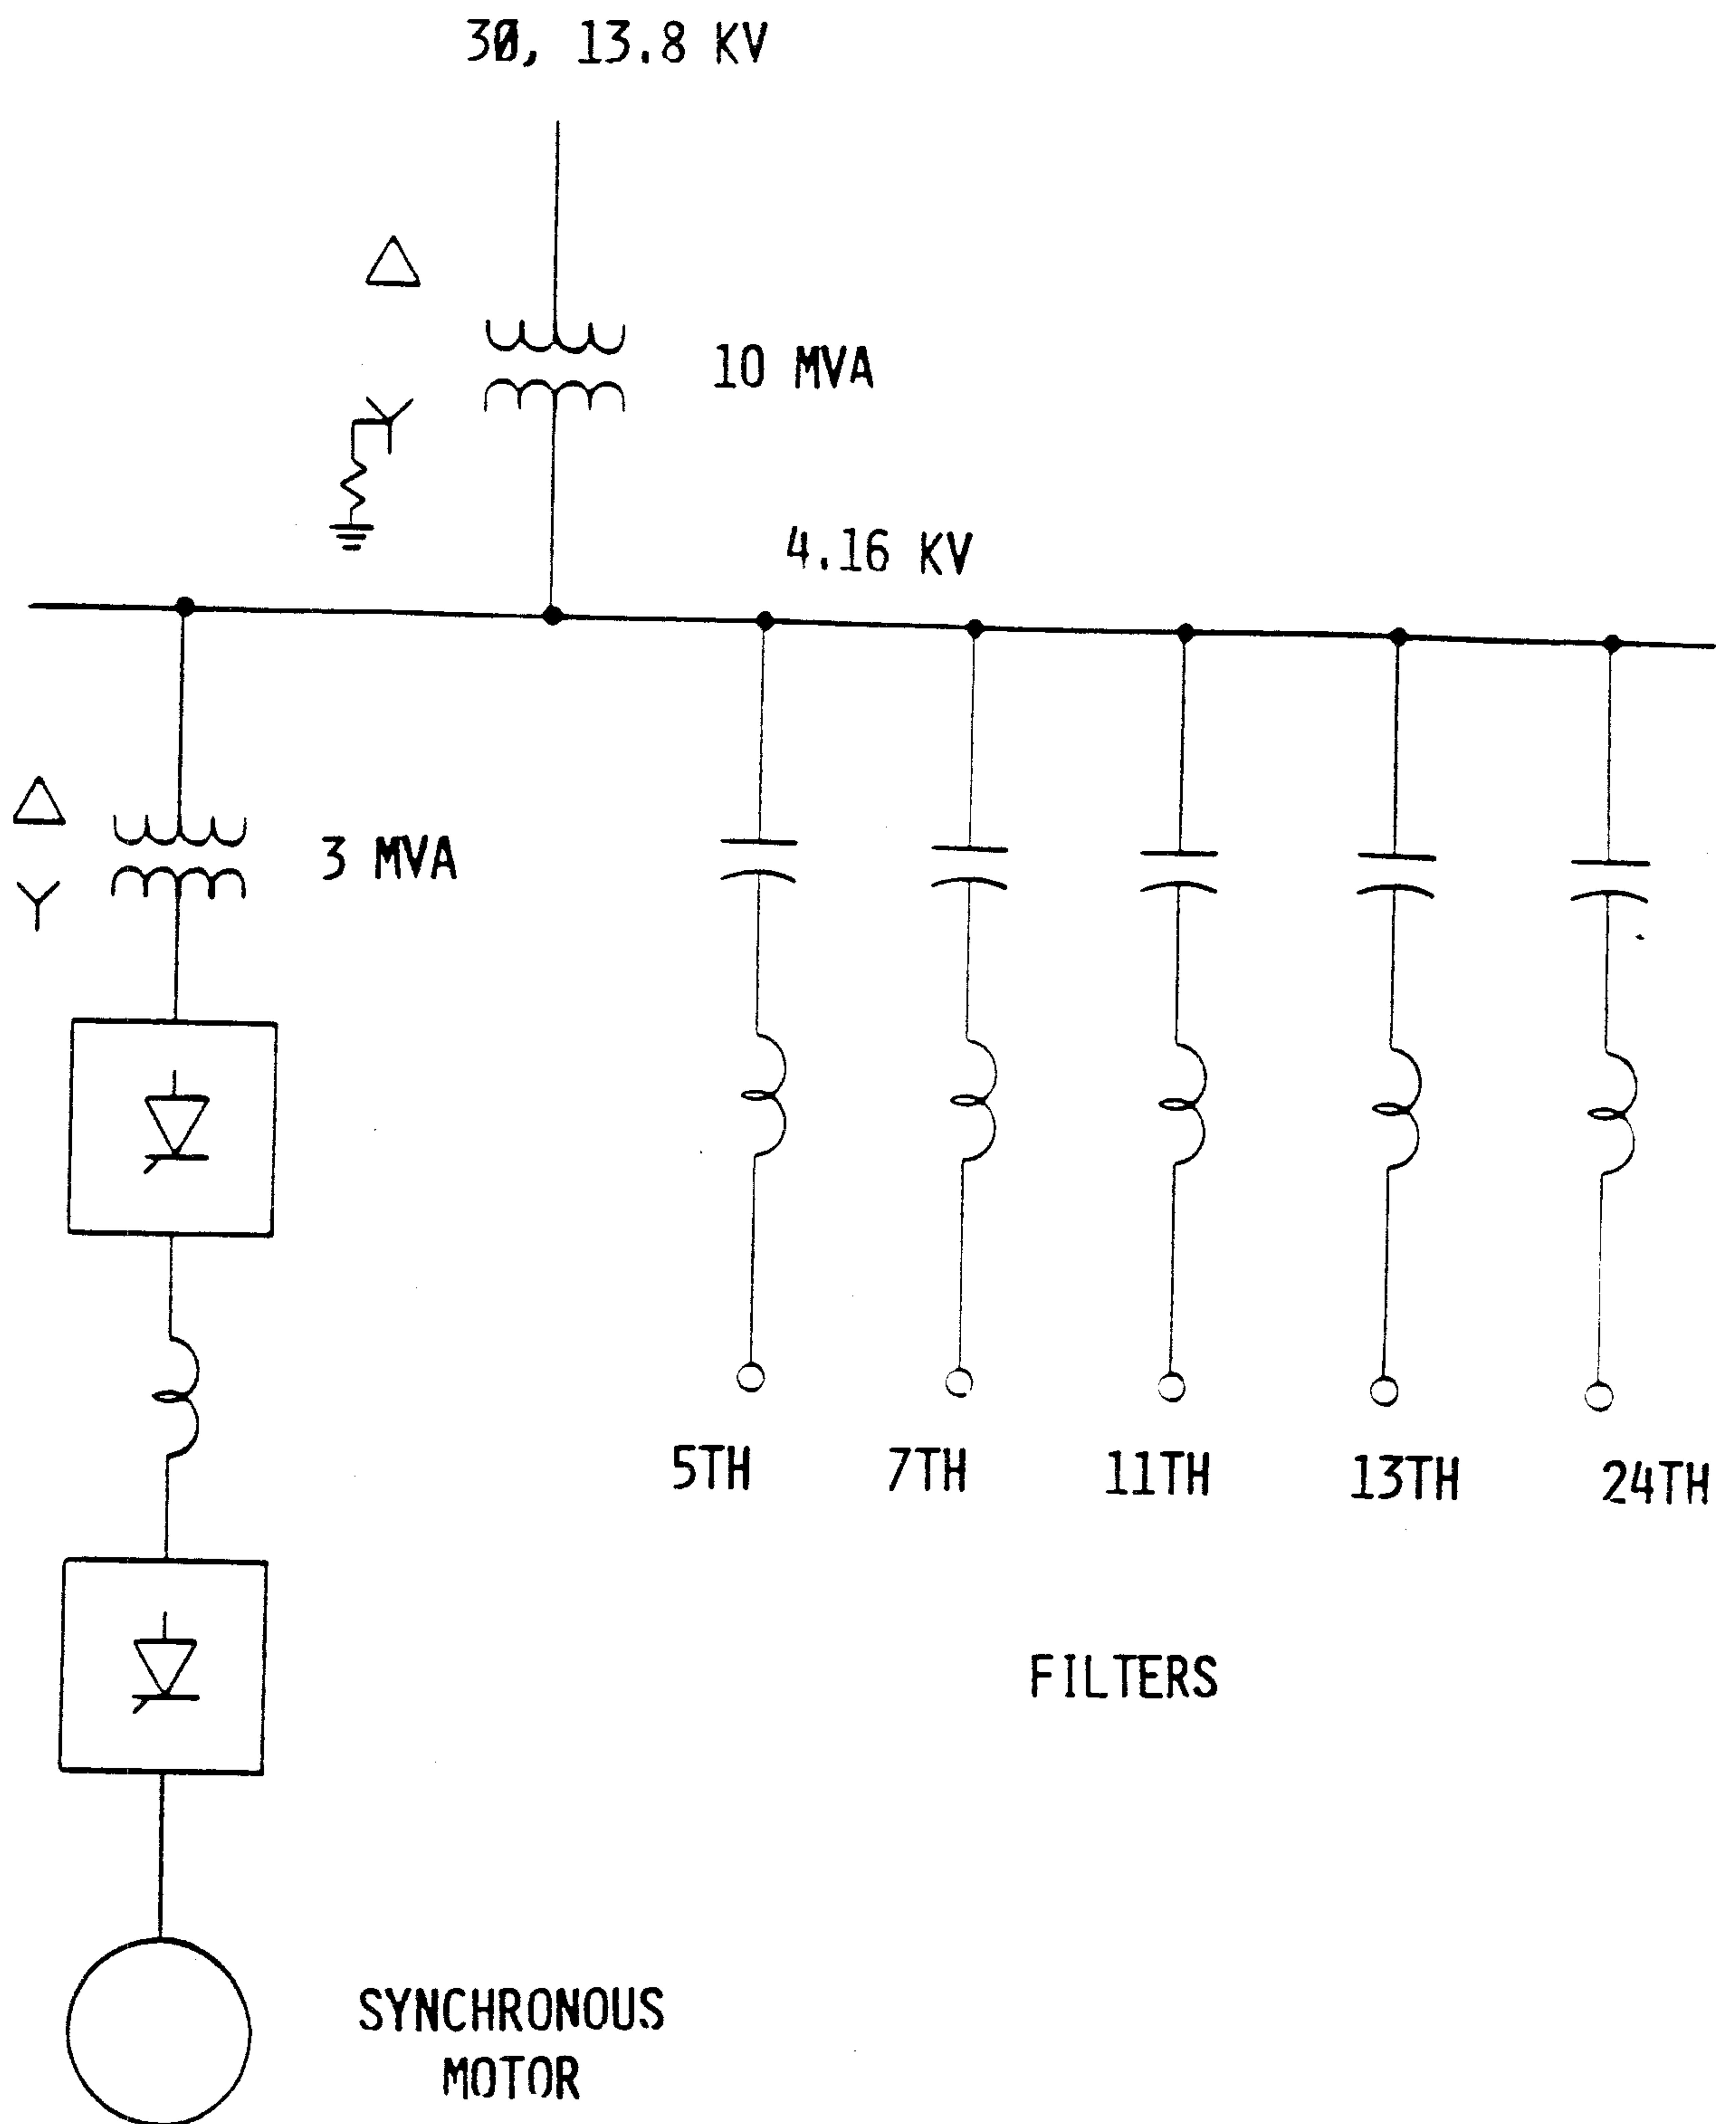 3Ø, 13.8 KV
10 MVA
4.16 KV
3 MVA
5TH
7TH
11TH
13TH
24TH
FILTERS
SYNCHRONOUS
MOTOR